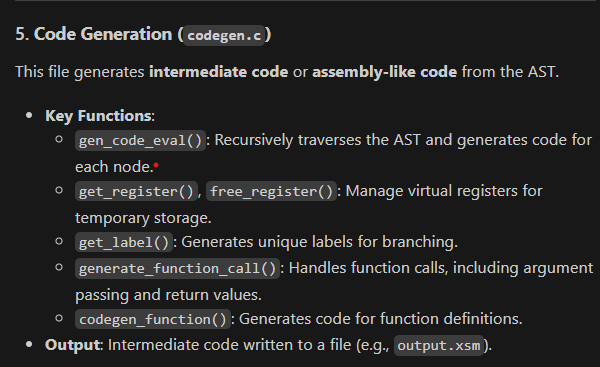 5. Code Generation (codegen.c)
This file generates intermediate code or assembly-like code from the AST.
• Key Functions:
○ gen_code_eval(): Recursively traverses the AST and generates code for
each node.
○ get_register(), free_register(): Manage virtual registers for
temporary storage.
○ get_label(): Generates unique labels for branching.
○ generate_function_call(): Handles function calls, including argument
passing and return values.
○ codegen_function(): Generates code for function definitions.
• Output: Intermediate code written to a file (e.g., output.xsm).